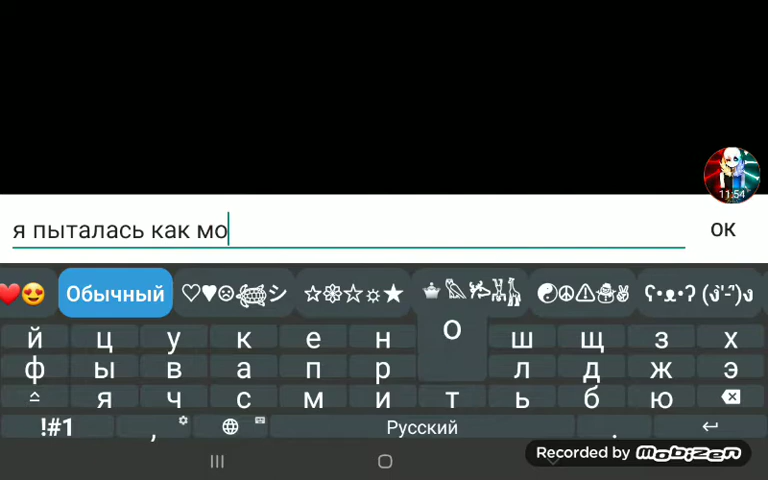 11:54
я пыталась как мо
ОК
Обычный
й ц у к е н о ш щ з х
ф ы в а п р л д ж э
я ч с м и т ь б ю
!#1 , Русский .
Recorded by Mobizen